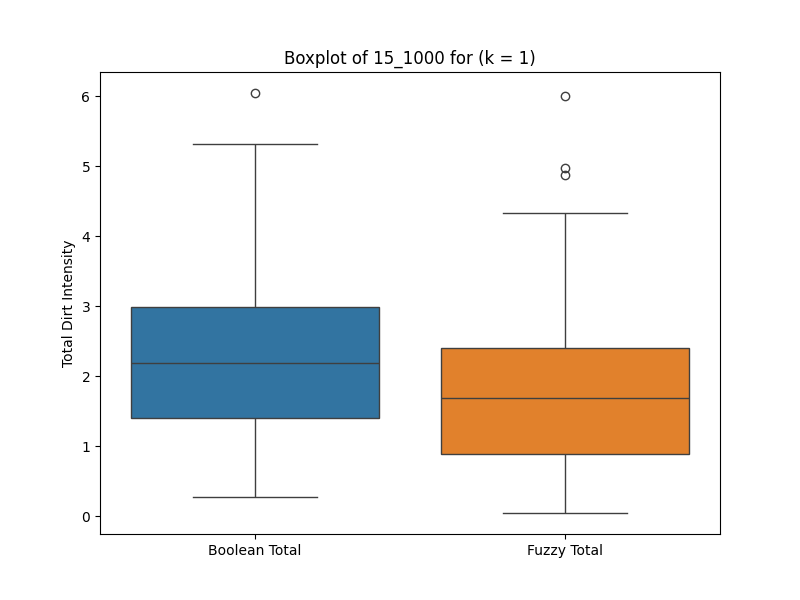 Boxplot of 15_1000 for (k = 1)
Total Dirt Intensity
6
5
4
3
2
1
0
Boolean Total
Fuzzy Total